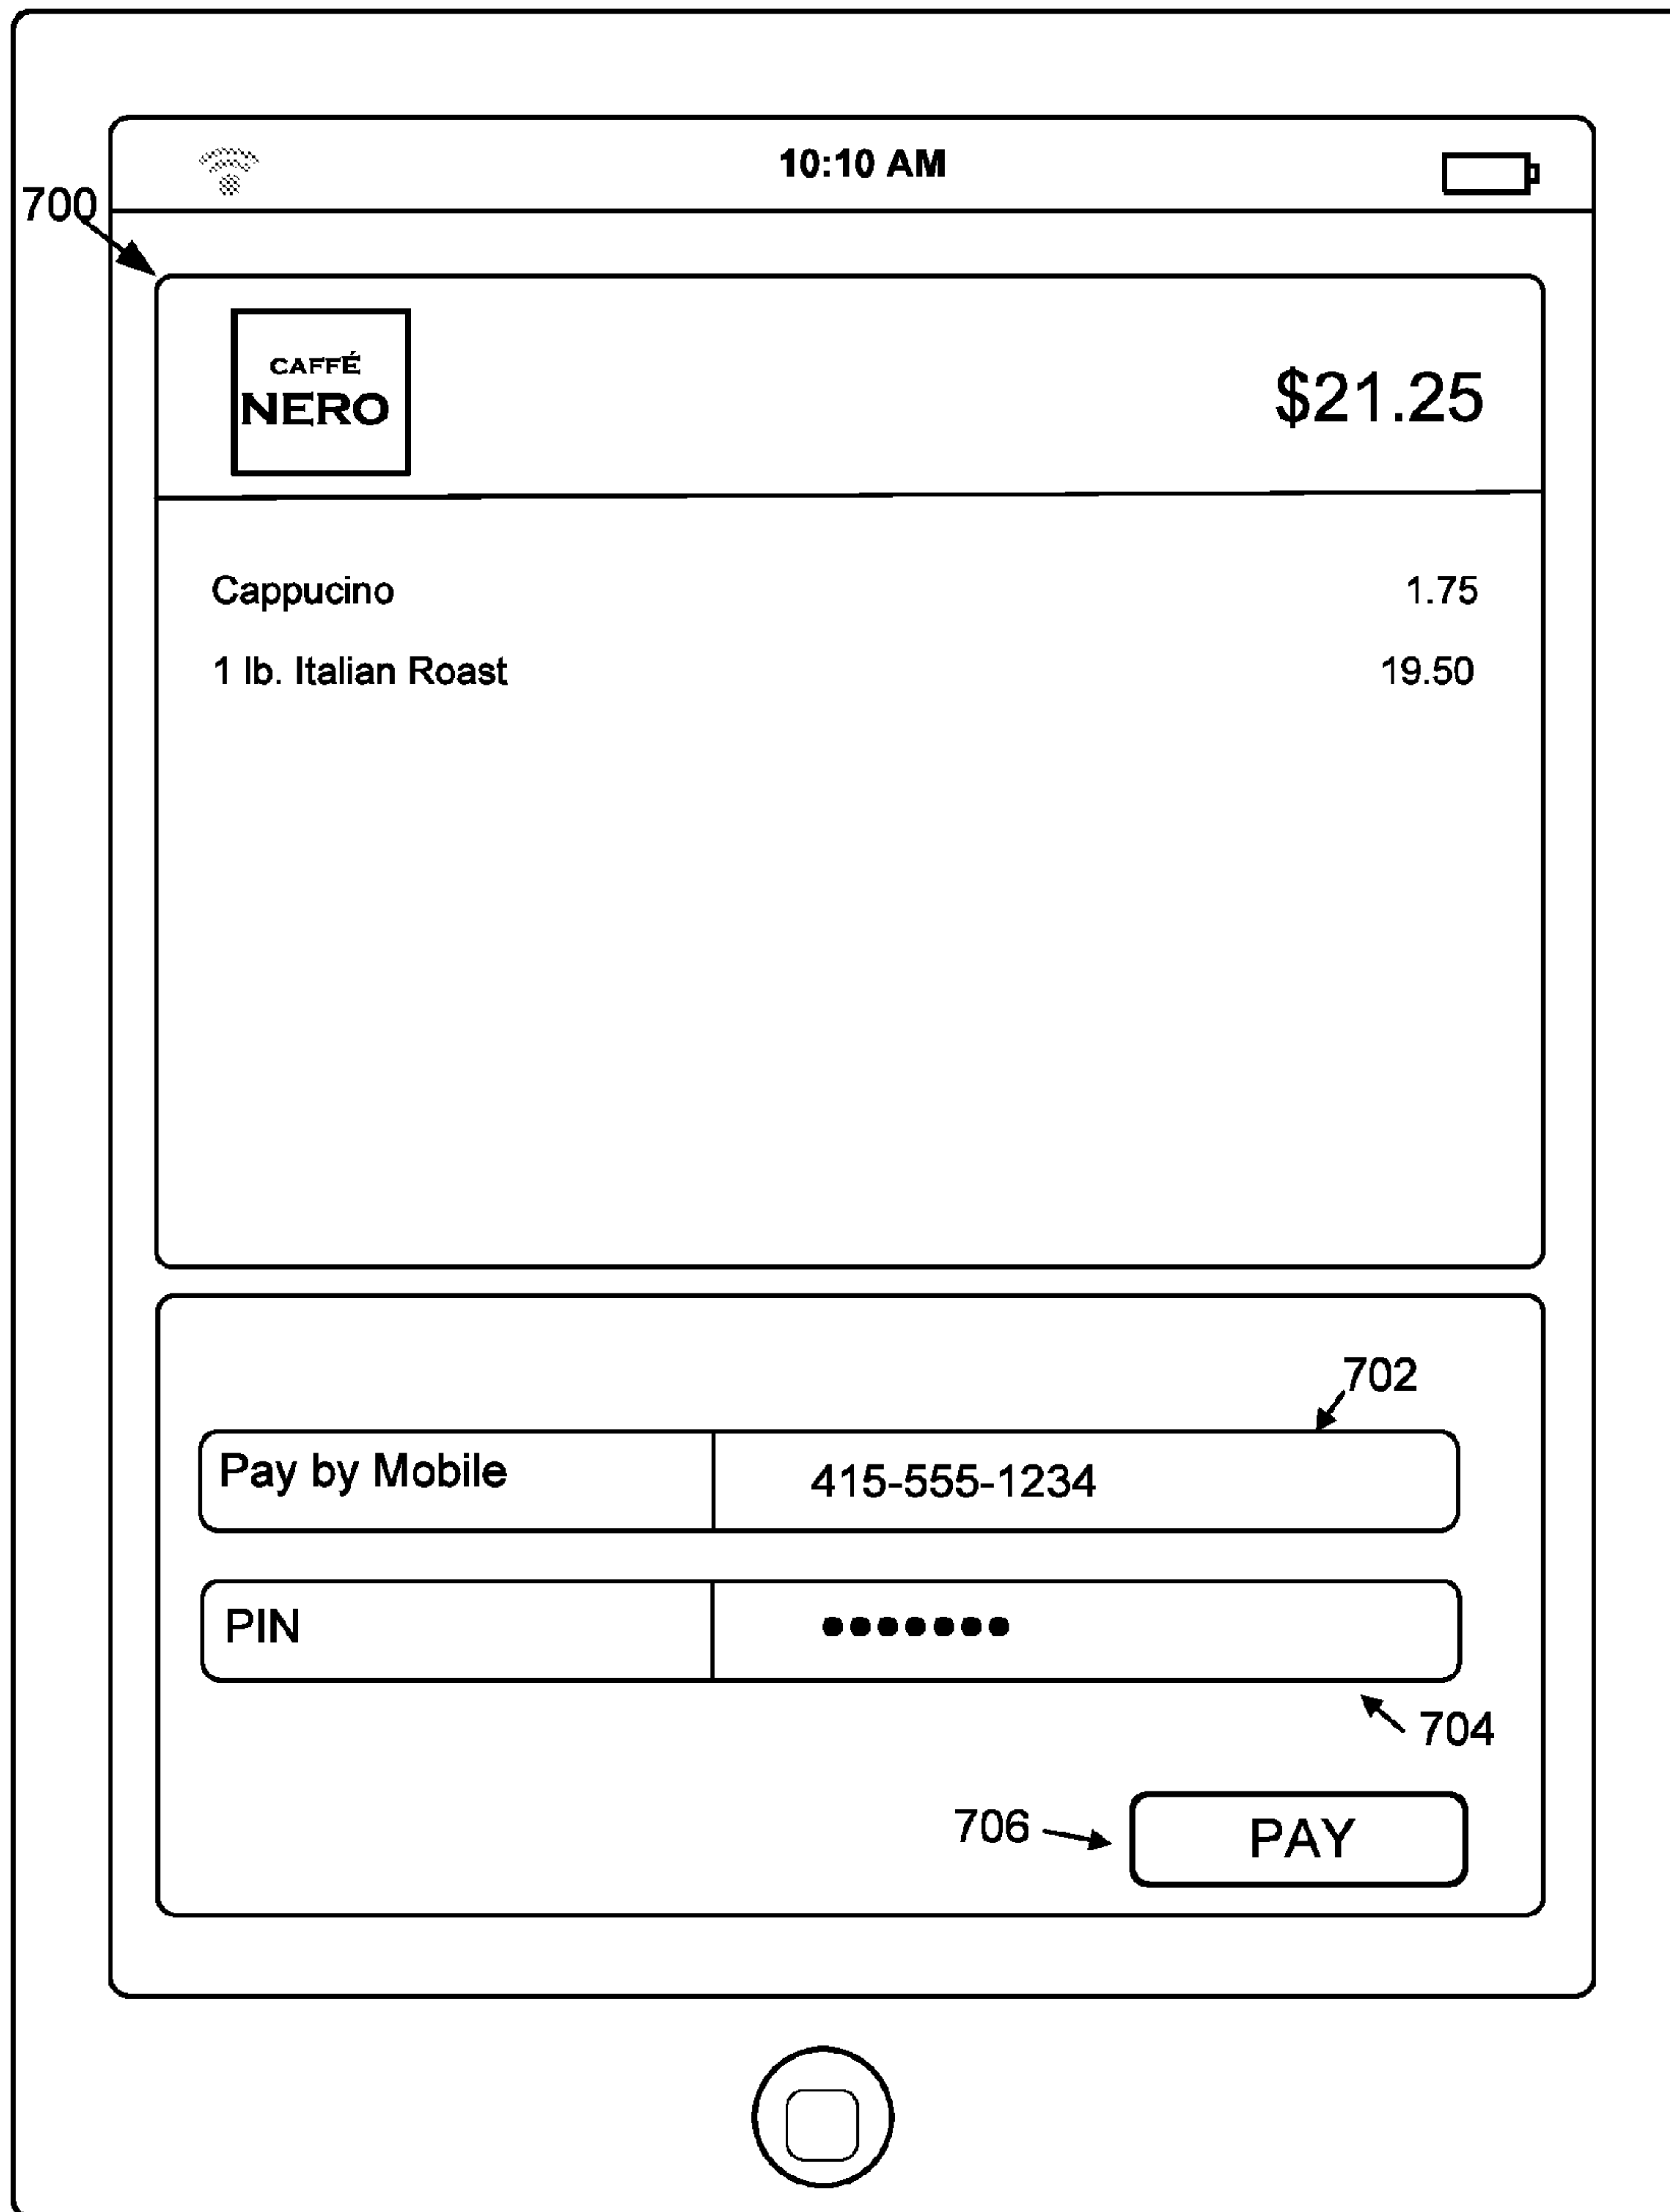 10:10 AM
700
CAFFÉ
NERO
$21.25
Cappucino 1.75
1 lb. Italian Roast 19.50
702
Pay by Mobile 415-555-1234
PIN •••••••
704
706 PAY